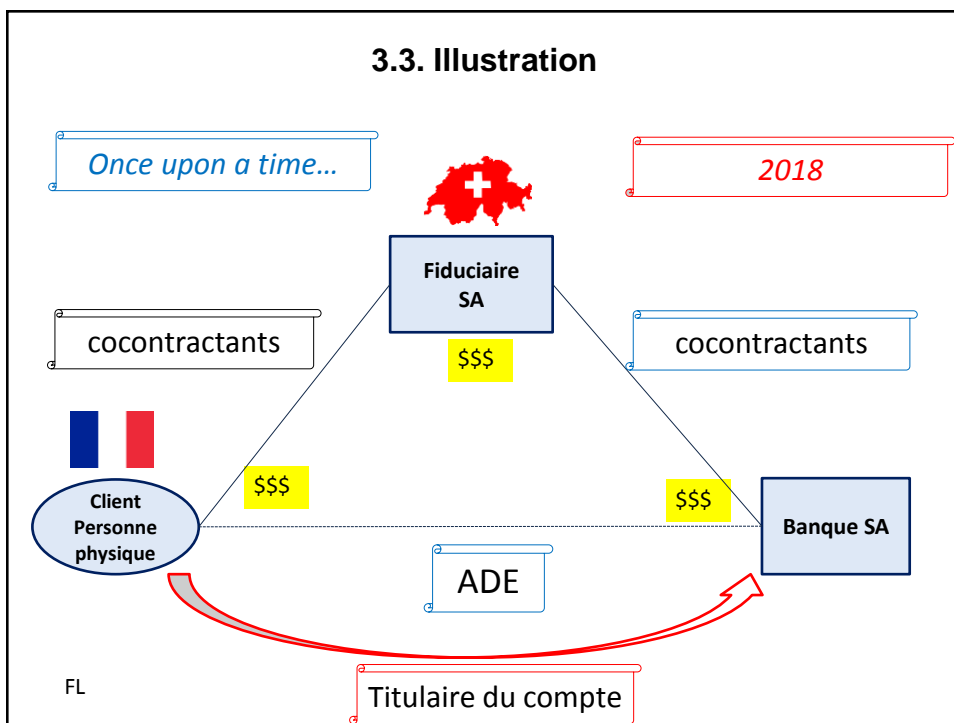 3.3. Illustration
Once upon a time…
2018
Fiduciaire
SA
cocontractants
cocontractants
$$$
$$$
$$$
Client
Personne
physique
Banque SA
ADE
FL
Titulaire du compte